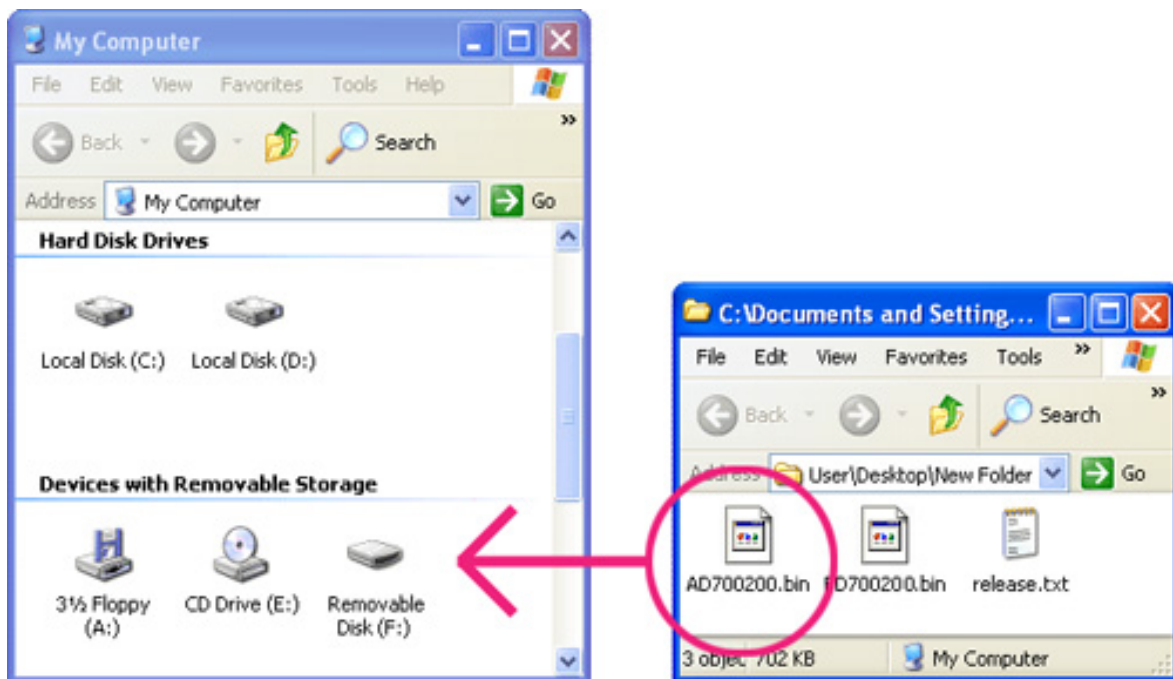 My Computer
File Edit View Favorites Tools Help
Back Search
Address My Computer Go
Hard Disk Drives
Local Disk (C:) Local Disk (D:)
Devices with Removable Storage
3½ Floppy (A:)
CD Drive (E:)
Removable Disk (F:)
C:\Documents and Setting...
File Edit View Favorites Tools
Back Search
Address User\Desktop\New Folder Go
AD700200.bin
release.txt
3 objec 702 KB My Computer